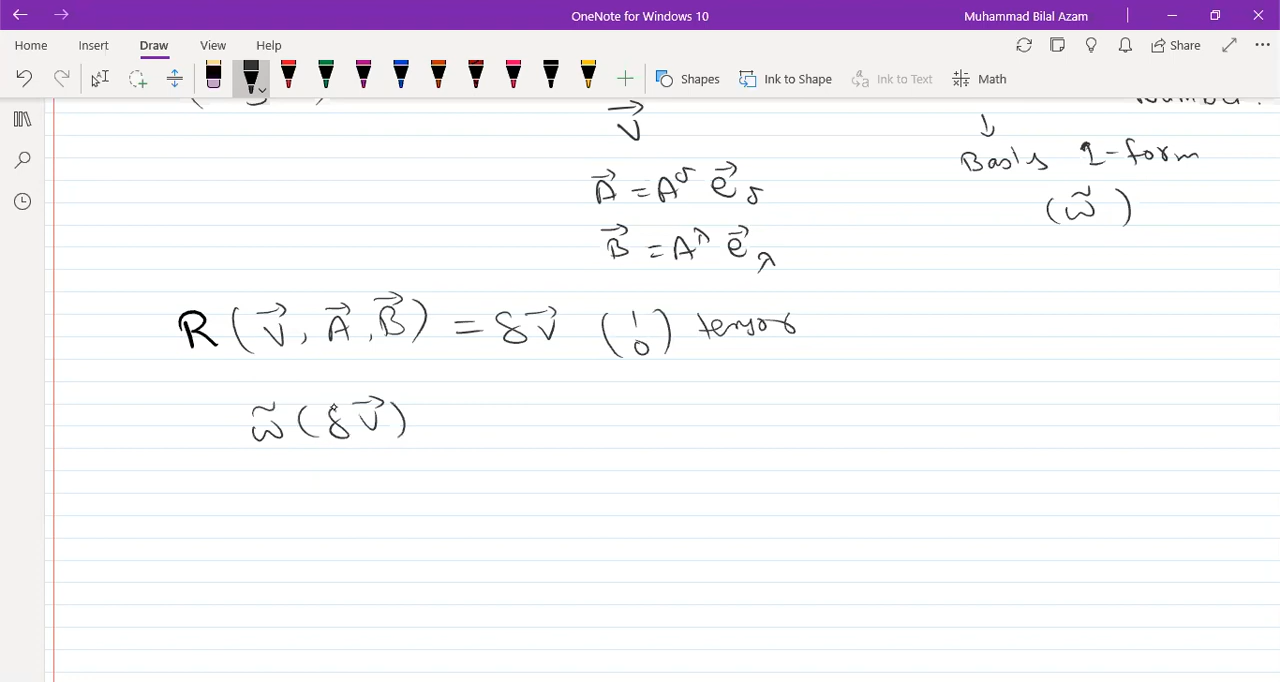 OneNote for Windows 10
Muhammad Bilal Azam
Home Insert Draw View Help
Share
Shapes Ink to Shape Ink to Text Math
V⃗
A⃗ = A^σ e⃗_σ
B⃗ = A^λ e⃗_λ
↓
Basis 1-form
(ω̃)
R(V⃗, A⃗, B⃗) = δV⃗ (1 0) tensor
ω̃(δV⃗)